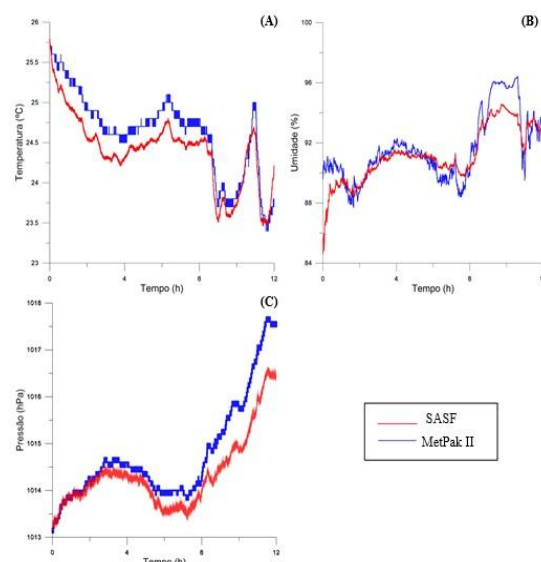 (A)
26
25.5
25
24.5
24
23.5
23
Temperatura (ºC)
0
4
8
12
Tempo (h)
(B)
100
96
92
88
84
Umidade (%)
0
4
8
Tempo (h)
(C)
1018
1017
1016
1015
1014
1013
Pressão (hPa)
0
4
8
12
Tempo (h)
SASF
MetPak II